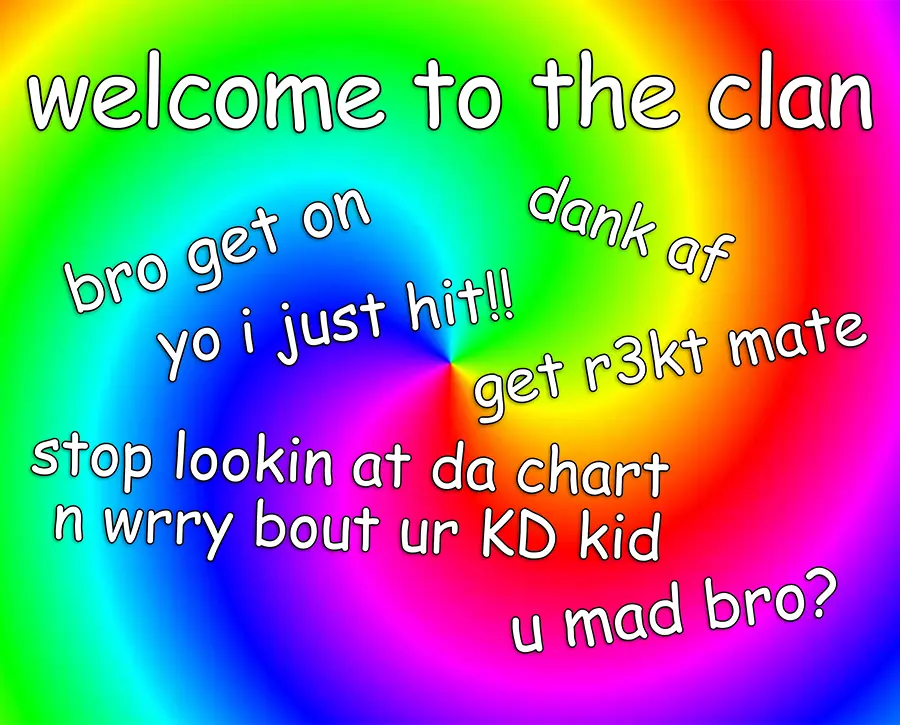 welcome to the clan
bro get on
dank af
yo i just hit!!
get r3kt mate
stop lookin at da chart
n wrry bout ur KD kid
u mad bro?